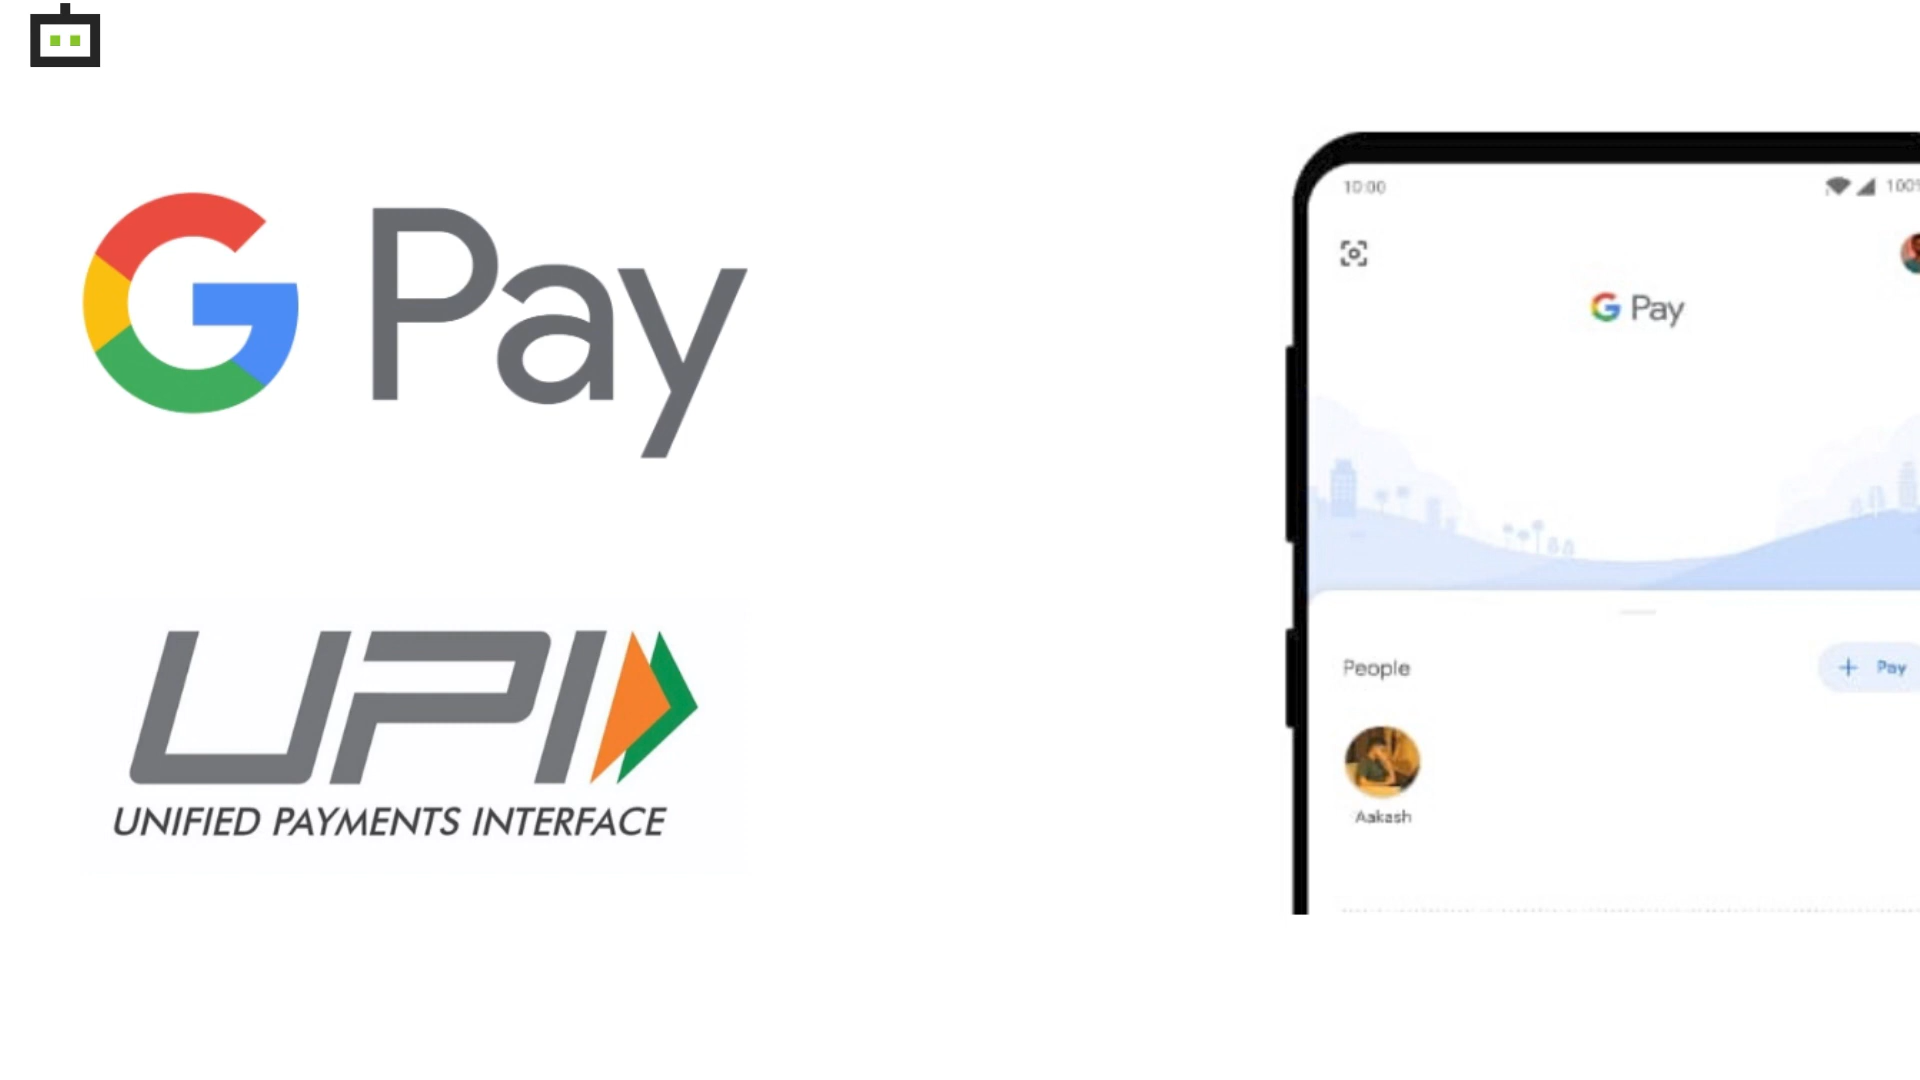 G Pay
UPI
UNIFIED PAYMENTS INTERFACE
10:00
G Pay
People
+ Pay
Aakash